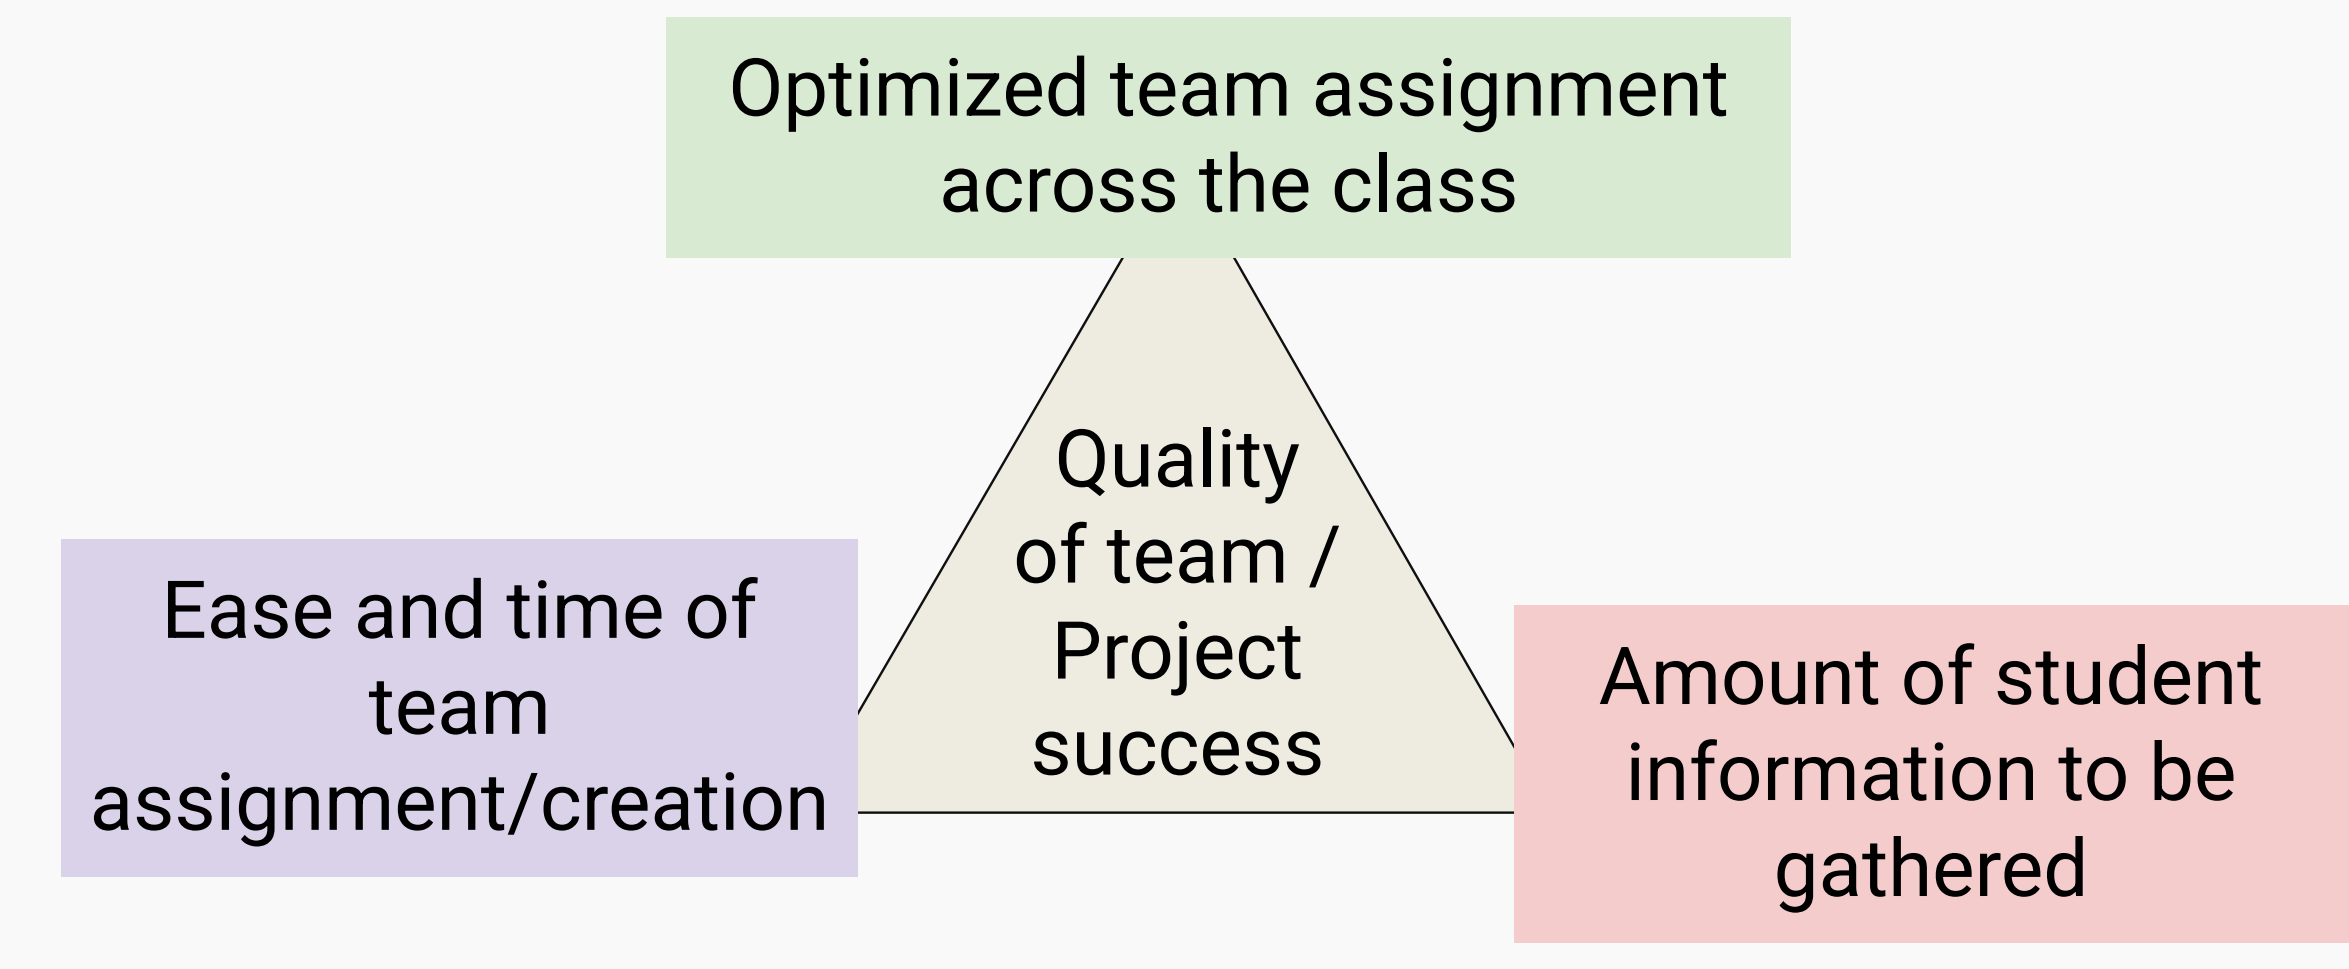 Optimized team assignment
across the class
Quality
of team /
Project
success
Ease and time of
team
assignment/creation
Amount of student
information to be
gathered